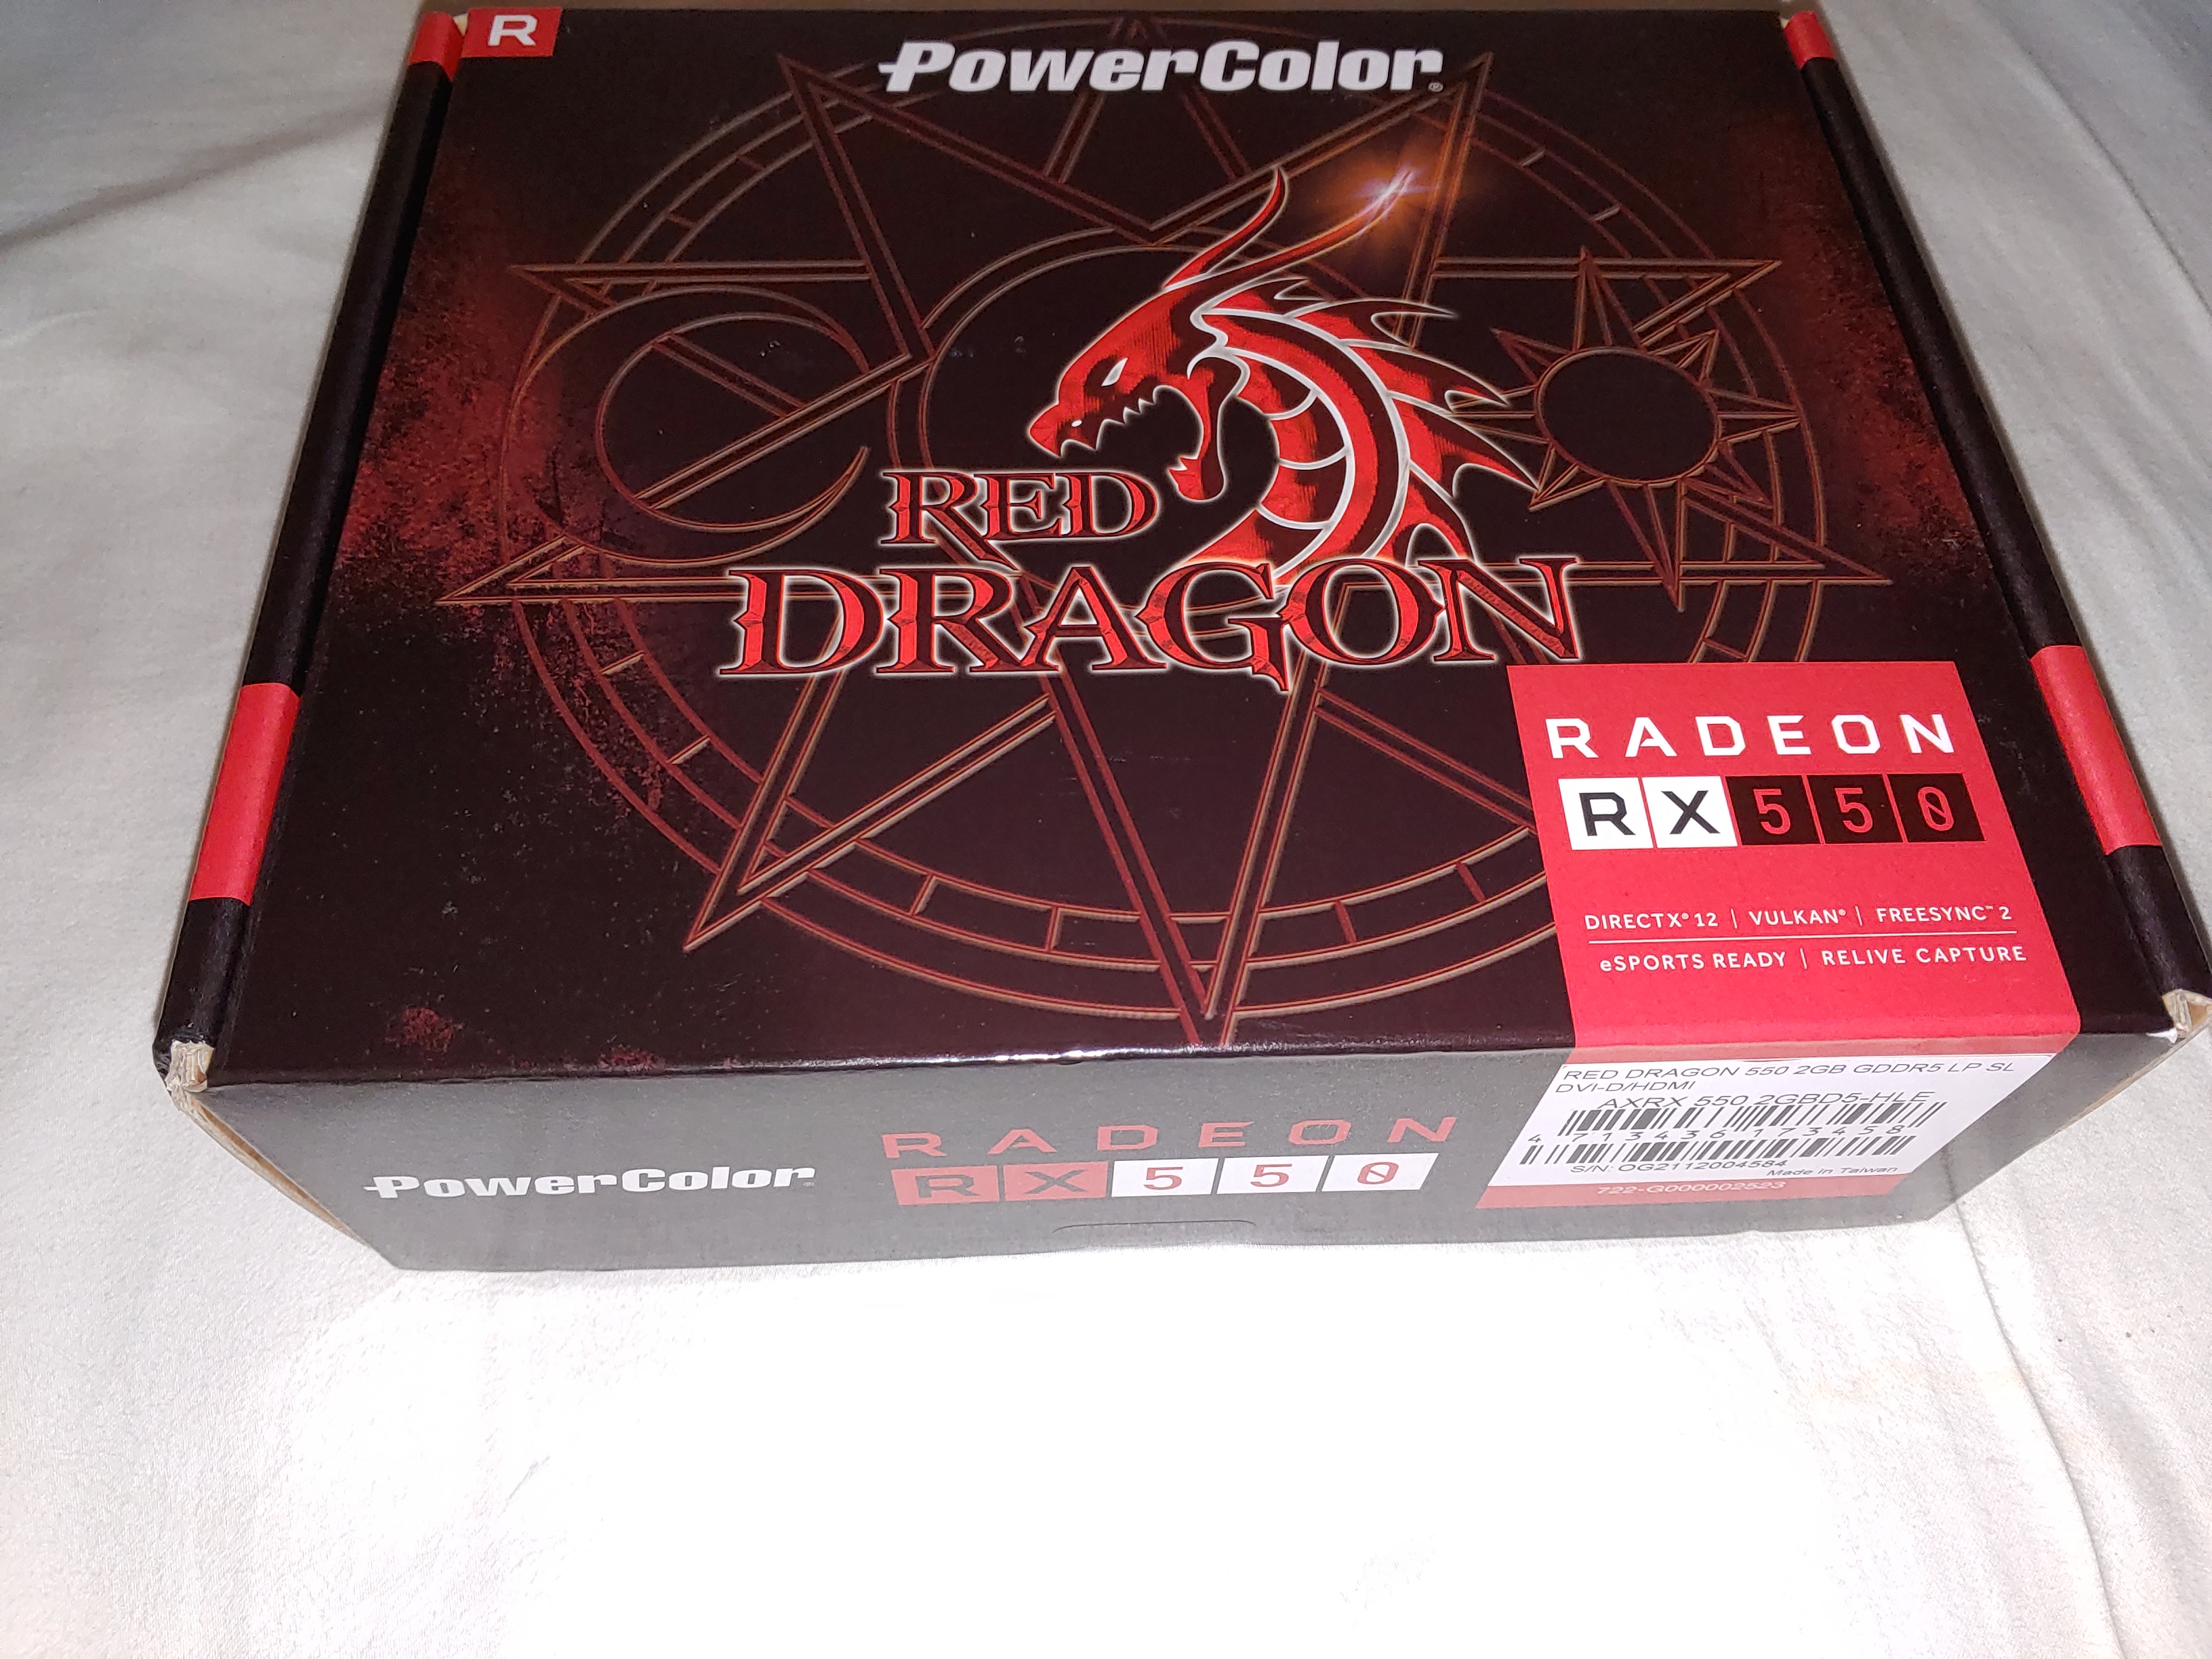 R
PowerColor®
RED
DRAGON
RADEON
RX 550
DIRECTX® 12 | VULKAN® | FREESYNC™ 2
eSPORTS READY | RELIVE CAPTURE
PowerColor®
RADEON
RX 550
RED DRAGON 550 2GB GDDR5 LP SL
DVI-D/HDMI
AXRX 550 2GBD5-HLE
4 713436 173458
S/N: OG2112004584
Made in Taiwan
722-G000002523